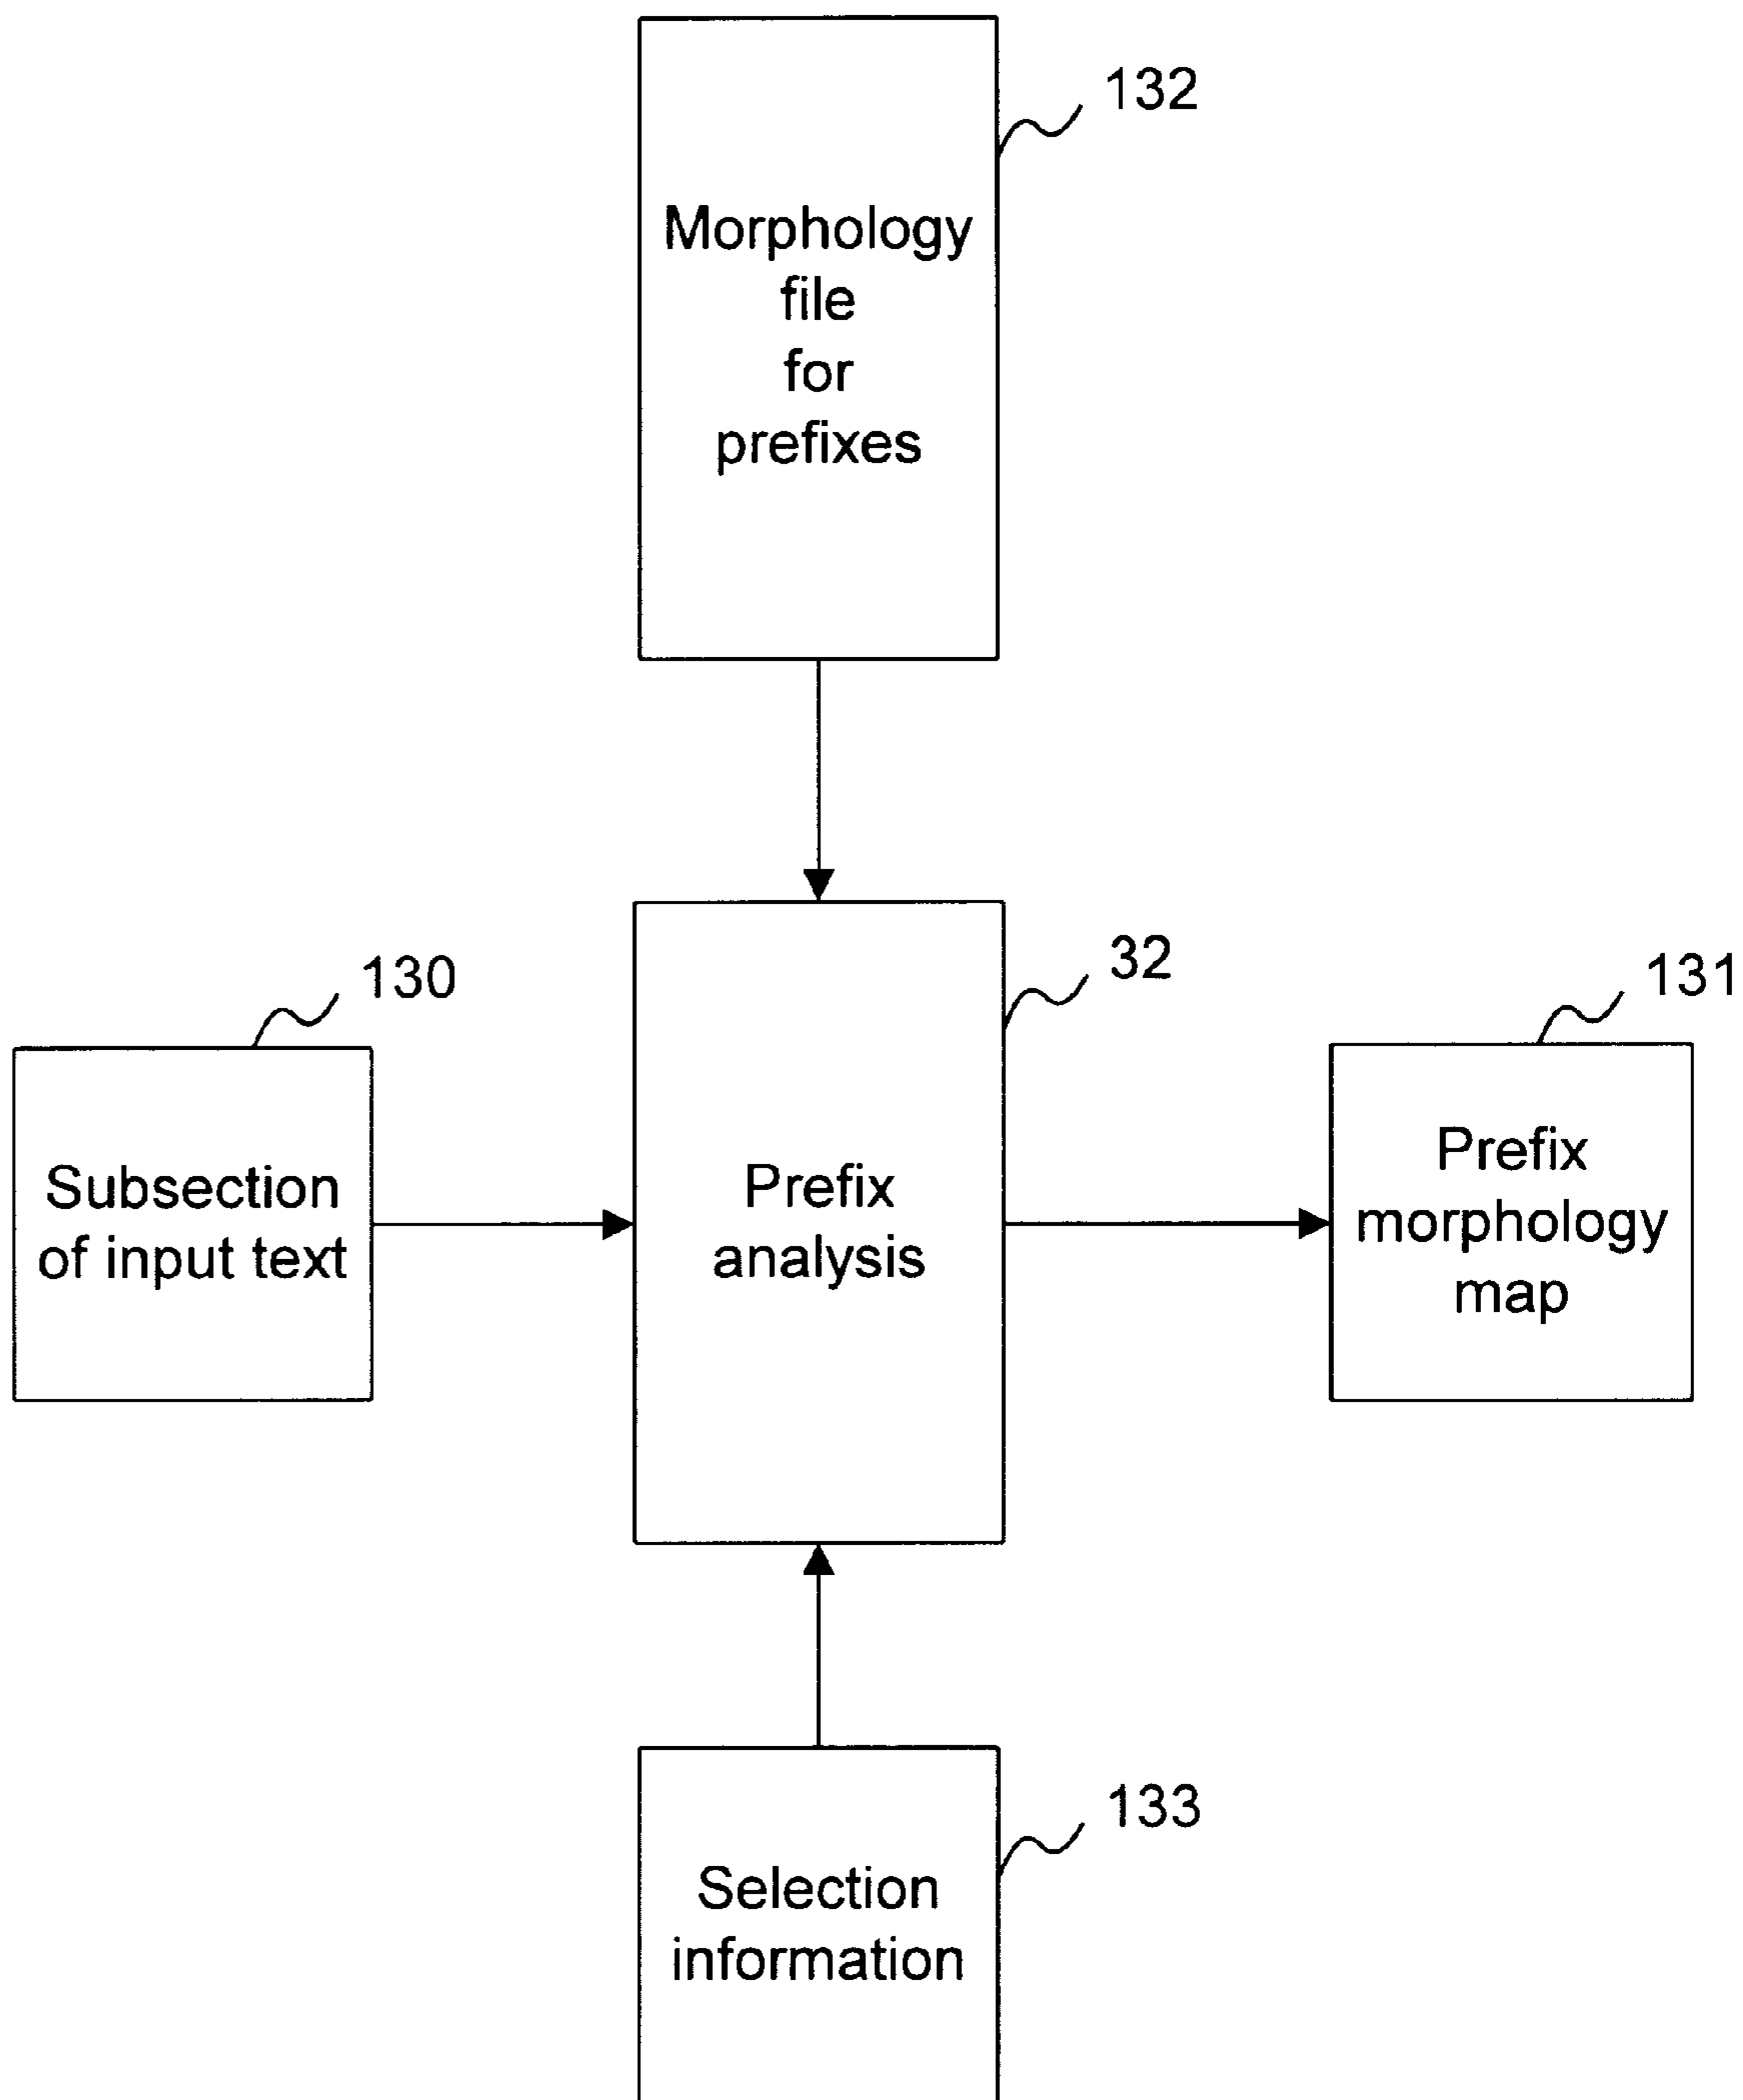 132
Morphology
file
for
prefixes
32
130
131
Subsection
of input text
Prefix
analysis
Prefix
morphology
map
133
Selection
information